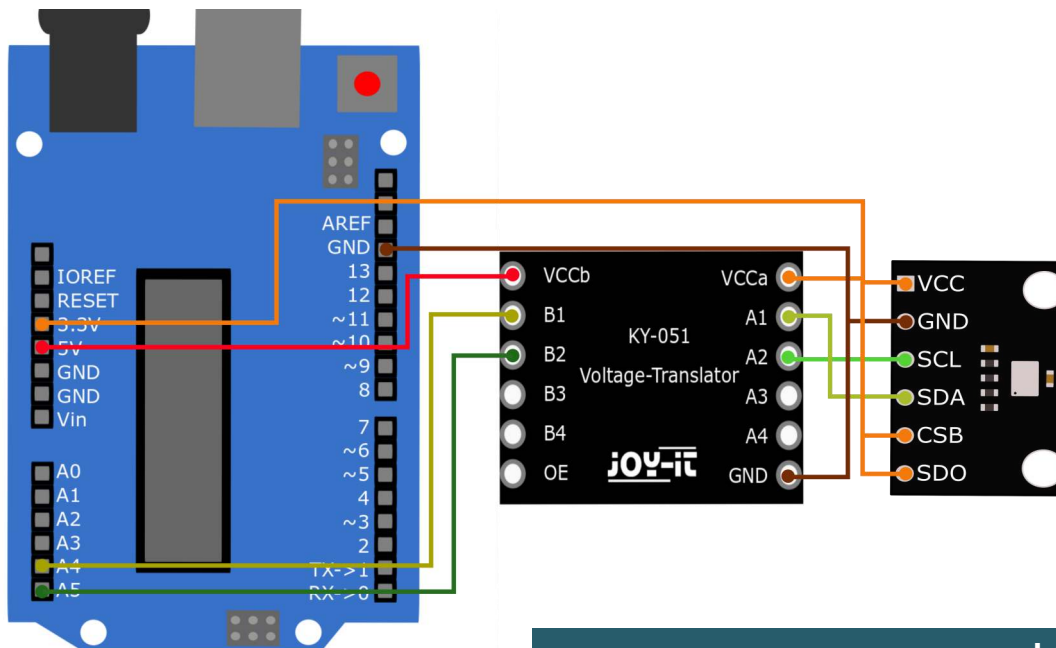 AREF
GND
13
12
~11
~10
~9
8
7
~6
~5
4
~3
2
TX->1
RX->0
IOREF
RESET
3.3V
5V
GND
GND
Vin
A0
A1
A2
A3
A4
A5
VCCb
B1
B2
B3
B4
OE
KY-051
Voltage-Translator
JOY-iT
VCCa
A1
A2
A3
A4
GND
VCC
GND
SCL
SDA
CSB
SDO